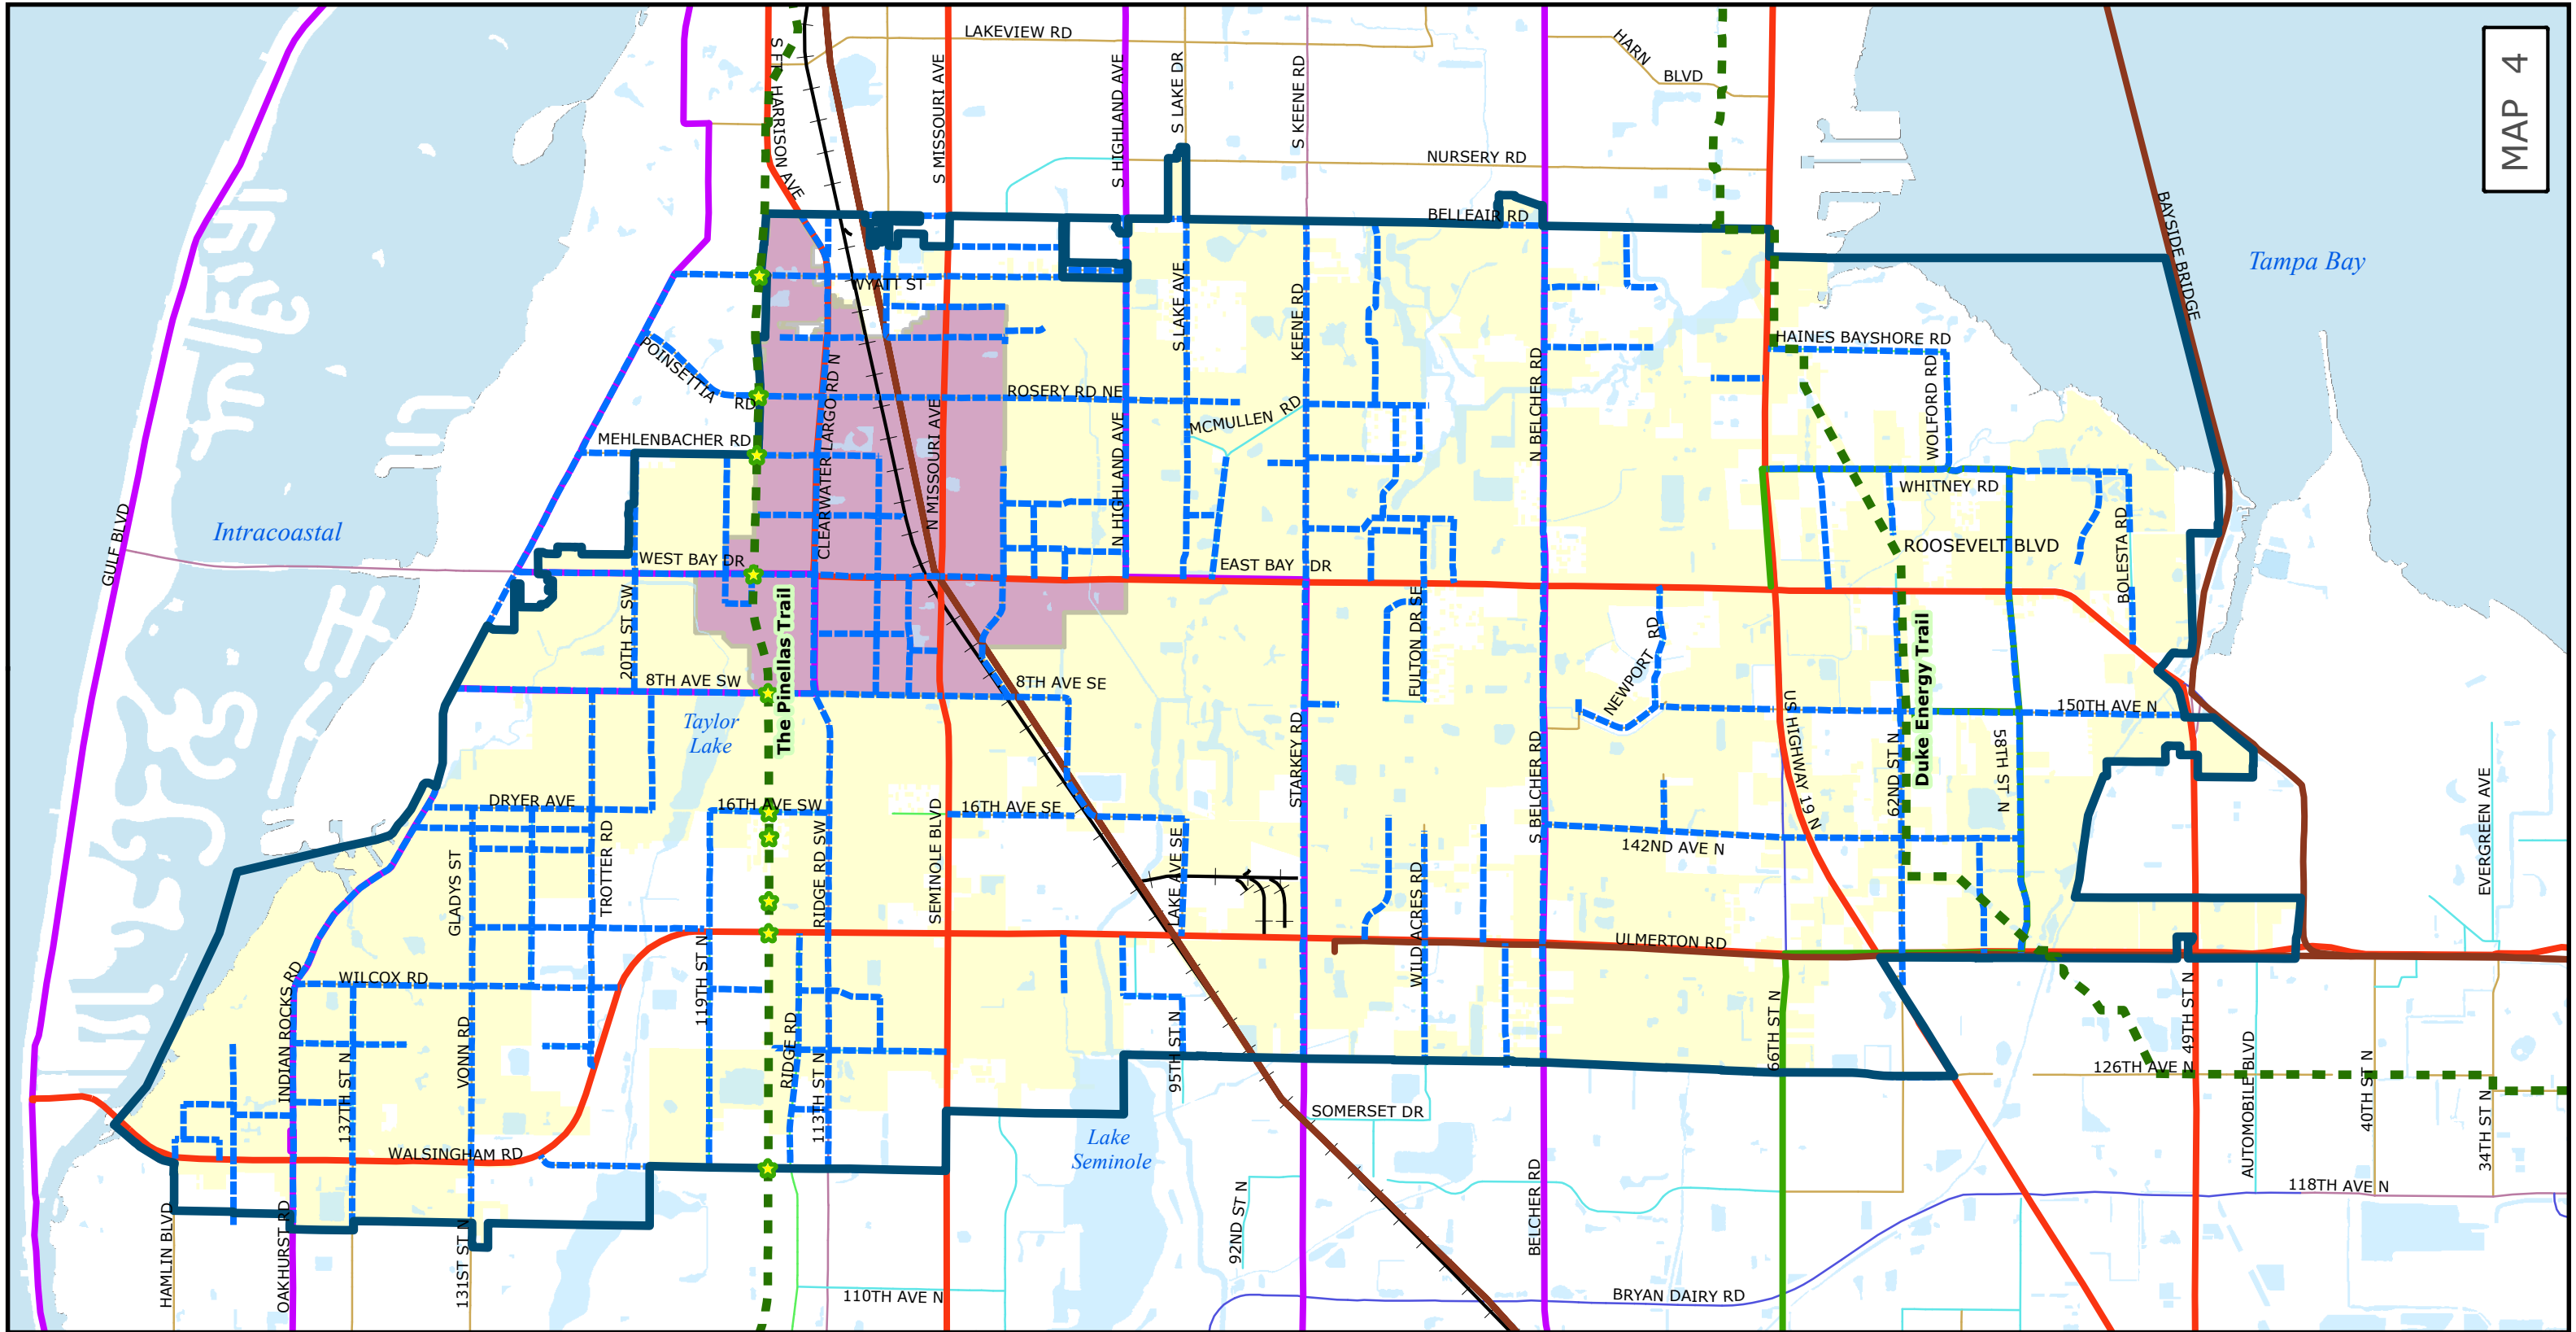 MAP 4
LAKEVIEW RD
HARN
BLVD
S FT. HARRISON AVE
S MISSOURI AVE
S HIGHLAND AVE
S LAKE DR
S KEENE RD
NURSERY RD
BELLEAIR RD
BAYSIDE BRIDGE
Tampa Bay
WYATT ST
S LAKE AVE
KEENE RD
N BELCHER RD
HAINES BAYSHORE RD
WOLFORD RD
POINSETTIA
RD
ROSERY RD NE
MCMULLEN RD
MEHLENBACHER RD
CLEARWATER LARGO RD N
N MISSOURI AVE
N HIGHLAND AVE
WHITNEY RD
BOLESTA RD
GULF BLVD
Intracoastal
WEST BAY DR
EAST BAY DR
ROOSEVELT BLVD
20TH ST SW
The Pinellas Trail
FULTON DR SE
NEWPORT RD
Duke Energy Trail
8TH AVE SW
8TH AVE SE
Taylor
Lake
STARKEY RD
S BELCHER RD
US HIGHWAY 19 N
62ND ST N
58TH ST N
150TH AVE N
DRYER AVE
16TH AVE SW
16TH AVE SE
142ND AVE N
EVERGREEN AVE
GLADYS ST
TROTTER RD
RIDGE RD SW
SEMINOLE BLVD
LAKE AVE SE
WILD ACRES RD
ULMERTON RD
WILCOX RD
INDIAN ROCKS RD
119TH ST N
137TH ST N
VONN RD
RIDGE RD
113TH ST N
95TH ST N
66TH ST N
49TH ST N
126TH AVE N
AUTOMOBILE BLVD
40TH ST N
34TH ST N
SOMERSET DR
Lake
Seminole
WALSINGHAM RD
118TH AVE N
HAMLIN BLVD
OAKHURST RD
131ST ST N
92ND ST N
BELCHER RD
110TH AVE N
BRYAN DAIRY RD